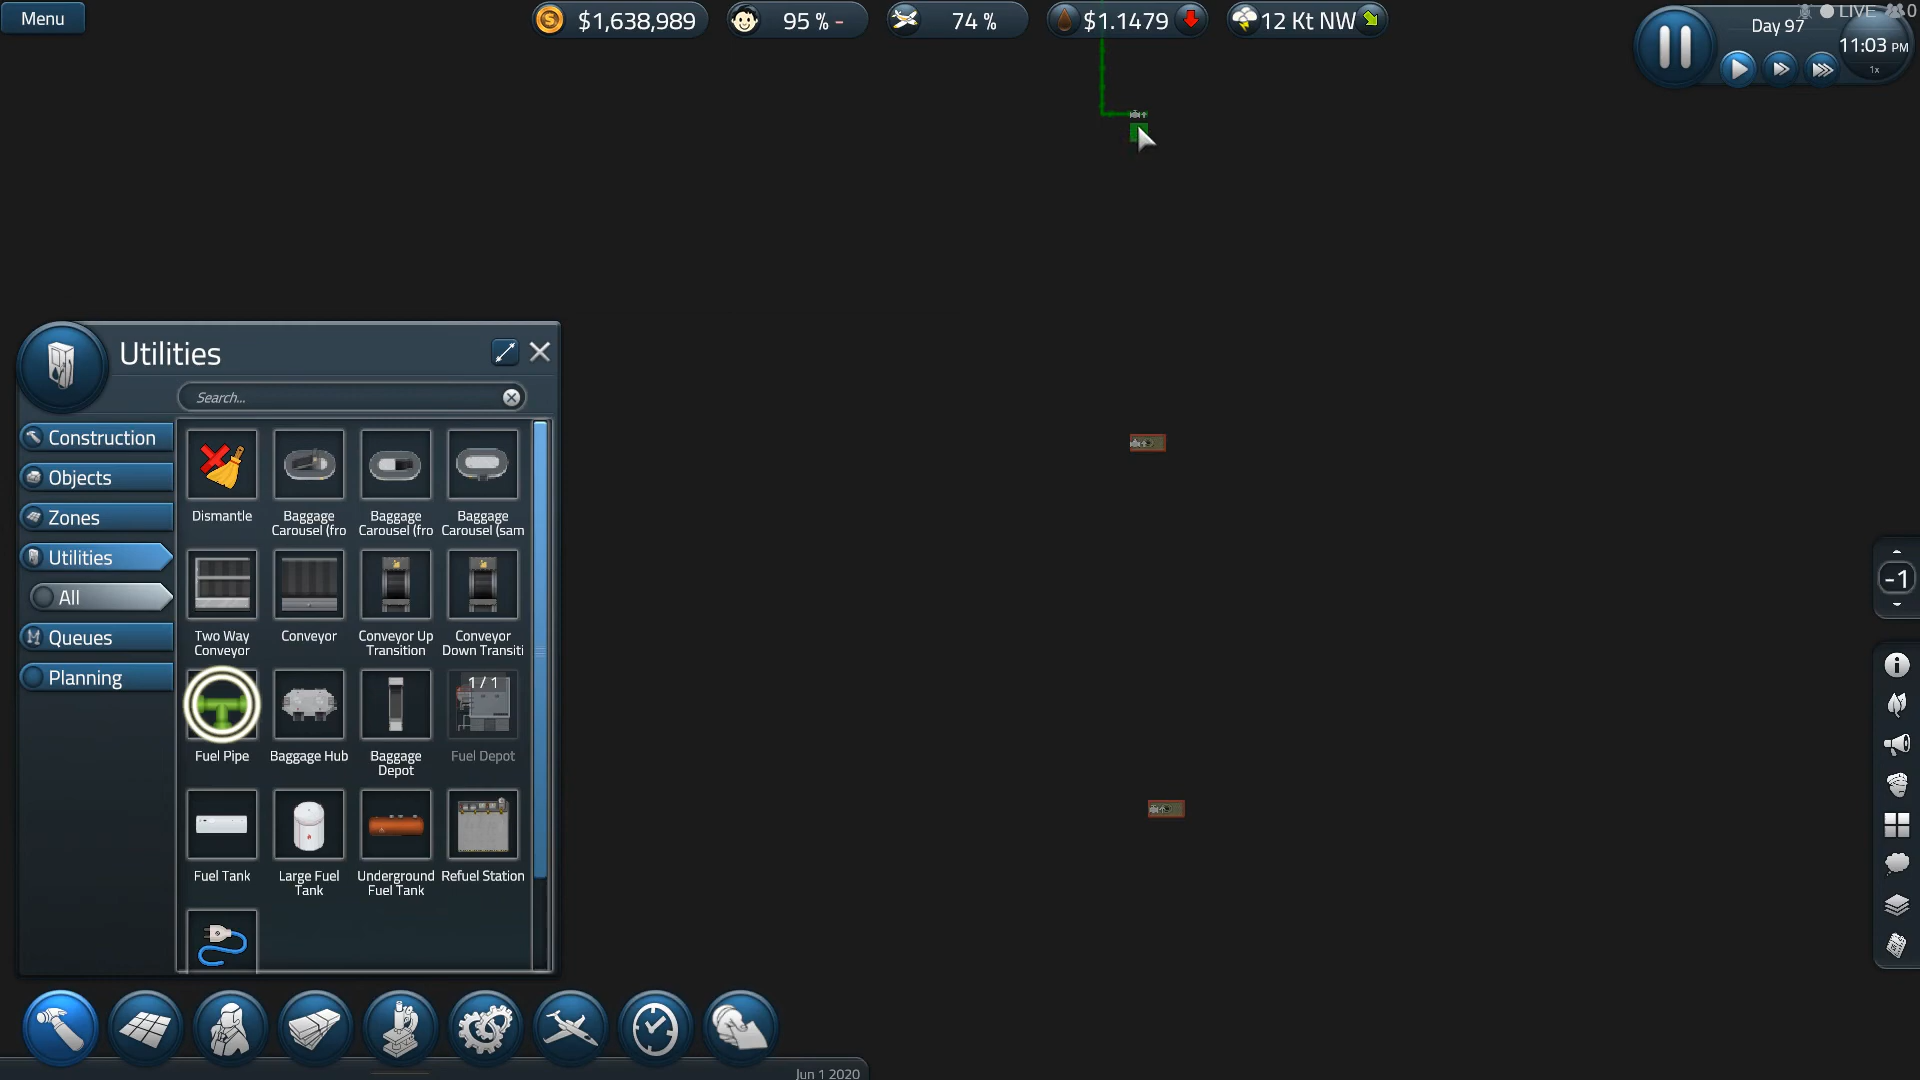 Menu
$1,638,989
95 % -
74 %
$1.1479
12 Kt NW
LIVE
0
Day 97
11:03 PM
1x
Utilities
Search...
Construction
Objects
Zones
Utilities
All
Queues
Planning
Dismantle
Baggage
Carousel (fro
Baggage
Carousel (fro
Baggage
Carousel (sam
Two Way
Conveyor
Conveyor
Conveyor Up
Transition
Conveyor
Down Transiti
Fuel Pipe
Baggage Hub
Baggage
Depot
1 / 1
Fuel Depot
Fuel Tank
Large Fuel
Tank
Underground
Fuel Tank
Refuel Station
-1
Jun 1 2020